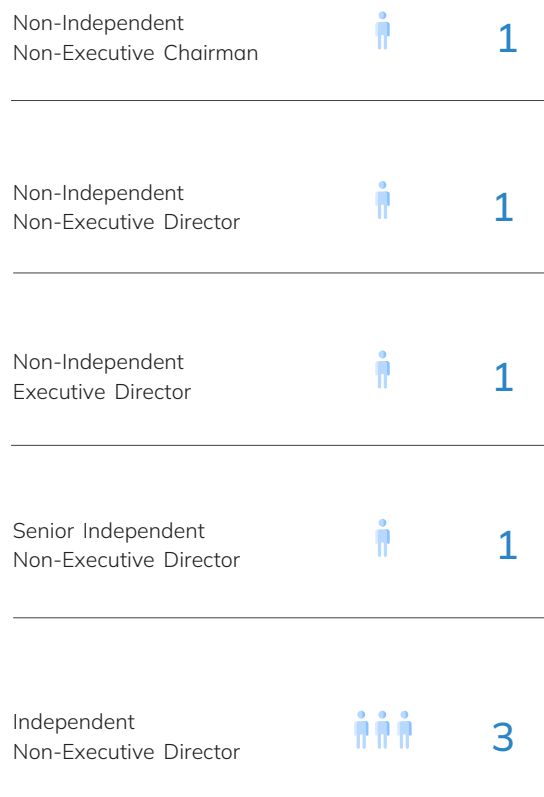 Non-Independent
Non-Executive Chairman
1
Non-Independent
Non-Executive Director
1
Non-Independent
Executive Director
1
Senior Independent
Non-Executive Director
1
Independent
Non-Executive Director
3